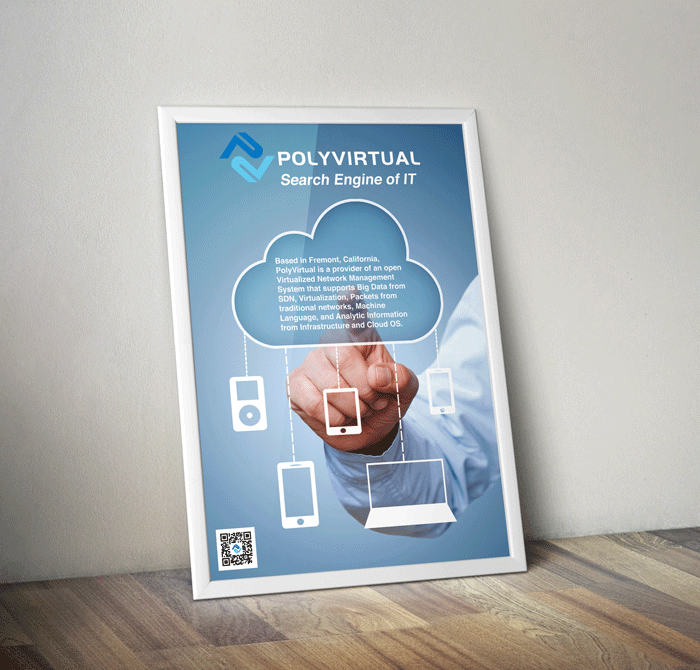 POLYVIRTUAL
Search Engine of IT
Based in Fremont, California,
PolyVirtual is a provider of an open
Virtualized Network Management
System that supports Big Data from
SDN, Virtualization, Packets from
traditional networks, Machine
Language, and Analytic Information
from Infrastructure and Cloud OS.